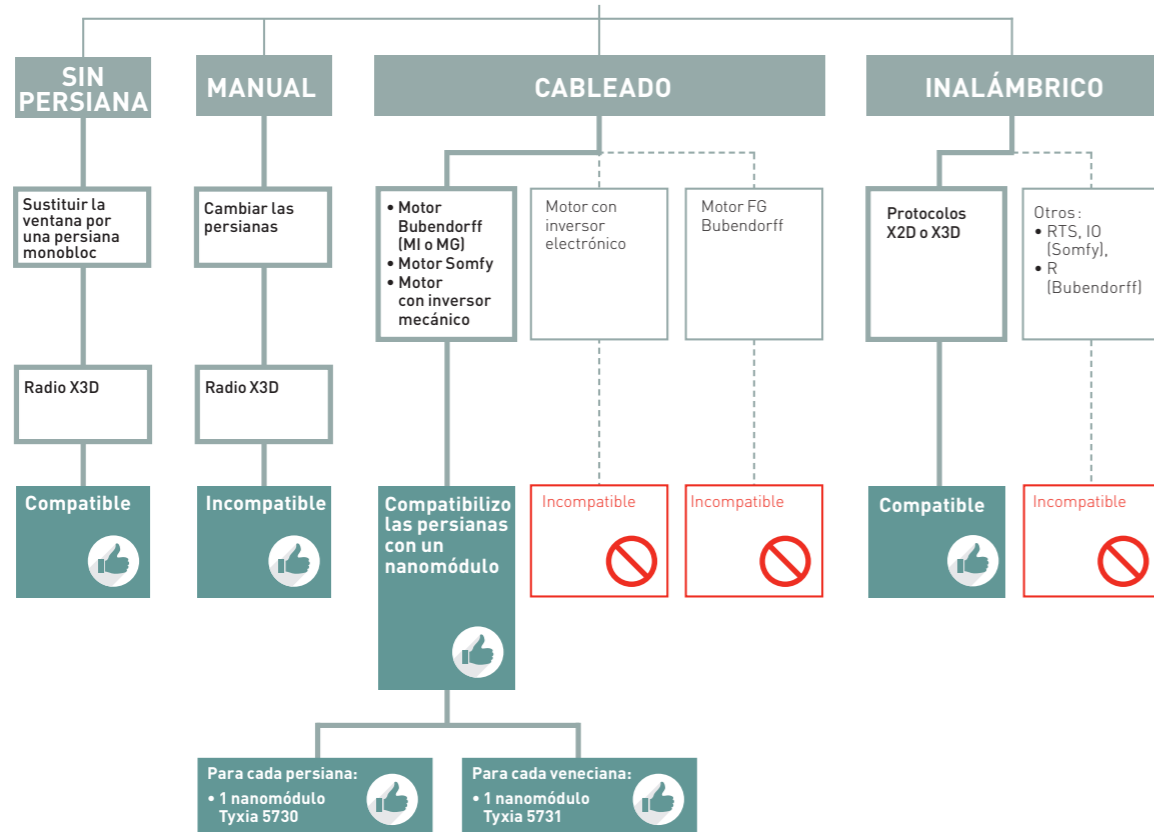 SIN
PERSIANA
MANUAL
CABLEADO
INALÁMBRICO
Sustituir la
ventana por
una persiana
monobloc
Cambiar las
persianas
• Motor
Bubendorff
(MI o MG)
• Motor Somfy
• Motor
con inversor
mecánico
Motor con
inversor
electrónico
Motor FG
Bubendorff
Protocolos
X2D o X3D
Otros:
• RTS, IO
(Somfy),
• R
(Bubendorff)
Radio X3D
Radio X3D
Compatible
Incompatible
Compatibilizo
las persianas
con un
nanomódulo
Incompatible
Incompatible
Compatible
Incompatible
Para cada persiana:
• 1 nanomódulo
Tyxia 5730
Para cada veneciana:
• 1 nanomódulo
Tyxia 5731